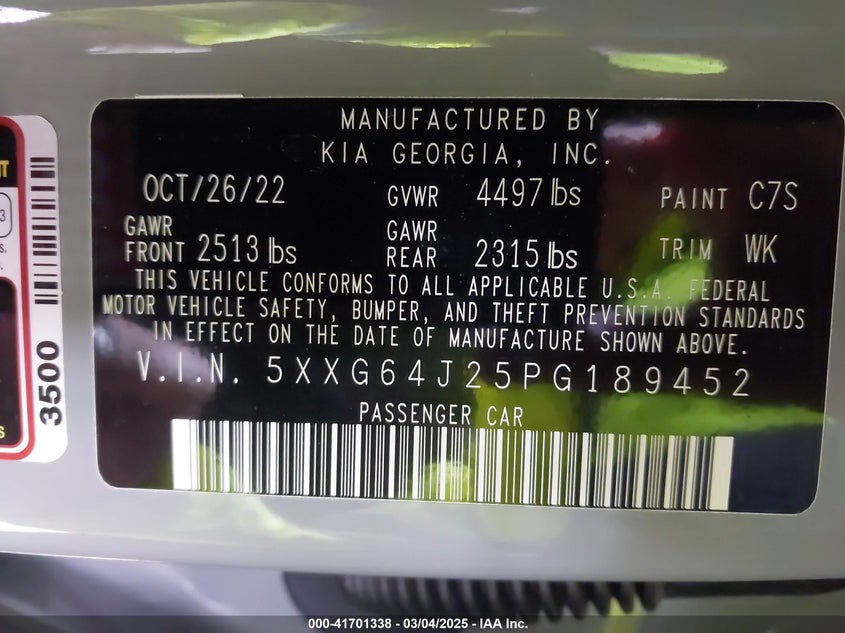 MANUFACTURED BY
KIA GEORGIA, INC.
OCT/26/22 GVWR 4497 lbs PAINT C7S
GAWR FRONT 2513 lbs GAWR REAR 2315 lbs TRIM WK
THIS VEHICLE CONFORMS TO ALL APPLICABLE U.S.A. FEDERAL
MOTOR VEHICLE SAFETY, BUMPER, AND THEFT PREVENTION STANDARDS
IN EFFECT ON THE DATE OF MANUFACTURE SHOWN ABOVE.
V.I.N. 5XXG64J25PG189452
PASSENGER CAR
3500
000-41701338 - 03/04/2025 - IAA Inc.